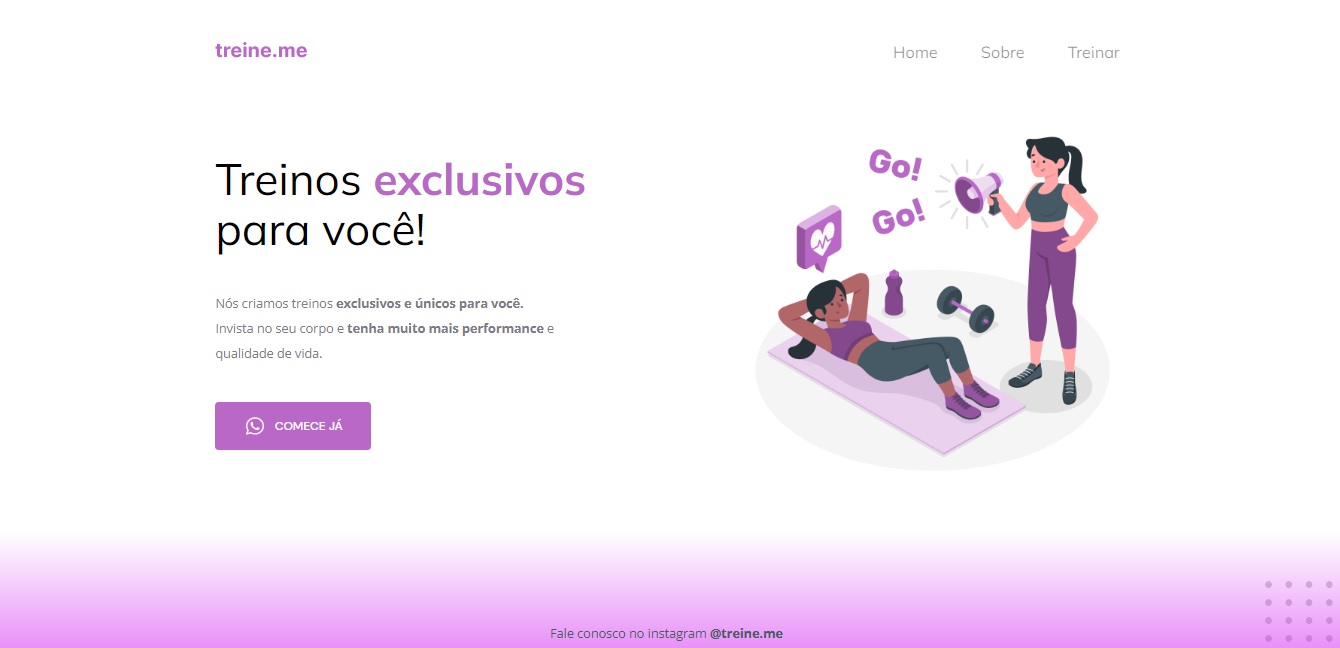 treine.me
Home Sobre Treinar
Treinos exclusivos
para você!
Go!
Go!
Nós criamos treinos exclusivos e únicos para você.
Invista no seu corpo e tenha muito mais performance e
qualidade de vida.
COMECE JÁ
Fale conosco no instagram @treine.me